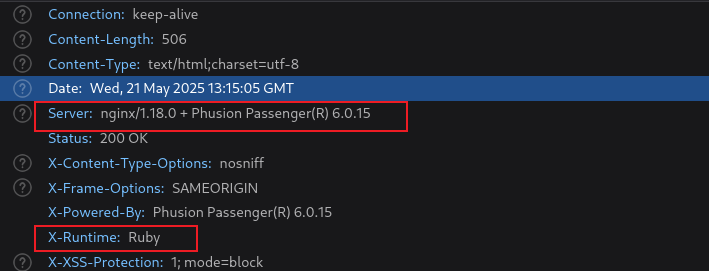 Connection: keep-alive
Content-Length: 506
Content-Type: text/html;charset=utf-8
Date: Wed, 21 May 2025 13:15:05 GMT
Server: nginx/1.18.0 + Phusion Passenger(R) 6.0.15
Status: 200 OK
X-Content-Type-Options: nosniff
X-Frame-Options: SAMEORIGIN
X-Powered-By: Phusion Passenger(R) 6.0.15
X-Runtime: Ruby
X-XSS-Protection: 1; mode=block